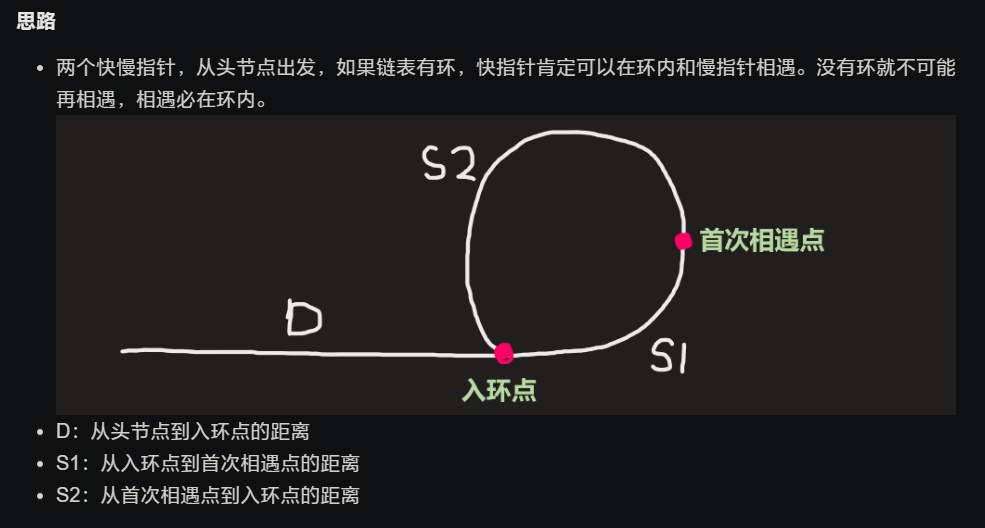 思路
两个快慢指针，从头节点出发，如果链表有环，快指针肯定可以在环内和慢指针相遇。没有环就不可能
再相遇，相遇必在环内。
S2
首次相遇点
D
S1
入环点
D：从头节点到入环点的距离
S1：从入环点到首次相遇点的距离
S2：从首次相遇点到入环点的距离